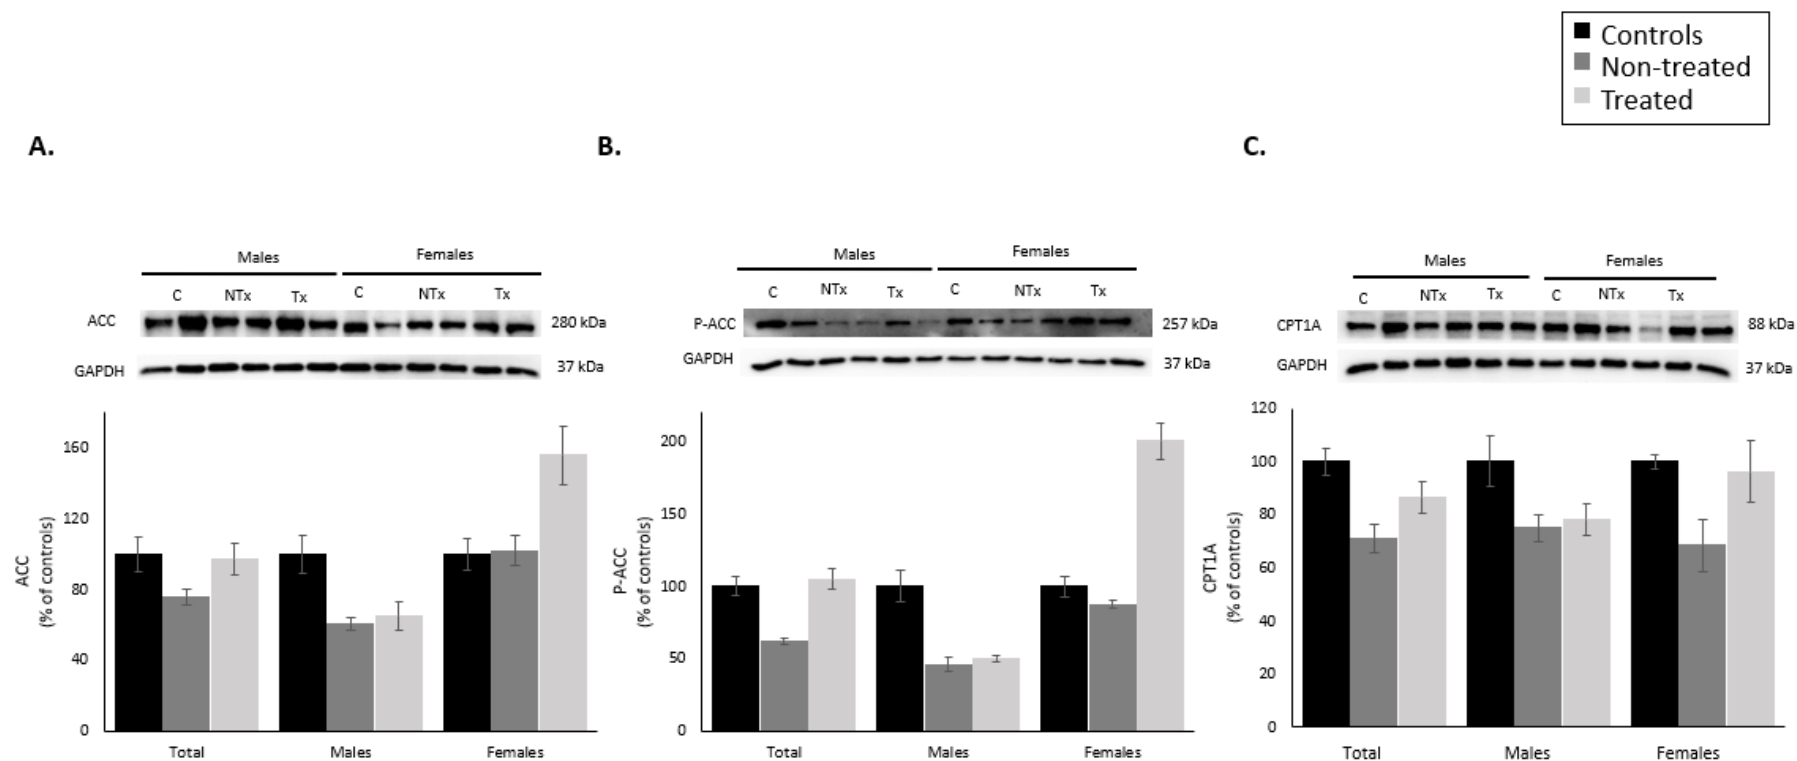 Controls
Non-treated
Treated
A.
Males
Females
C NTx Tx C NTx Tx
ACC
280 kDa
GAPDH
37 kDa
ACC
(% of controls)
160
120
80
40
0
Total
Males
Females
B.
Males
Females
C NTx Tx C NTx Tx
P-ACC
257 kDa
GAPDH
37 kDa
P-ACC
(% of controls)
200
150
100
50
0
Total
Males
Females
C.
Males
Females
C NTx Tx C NTx Tx
CPT1A
88 kDa
GAPDH
37 kDa
CPT1A
(% of controls)
120
100
80
60
40
20
0
Total
Males
Females